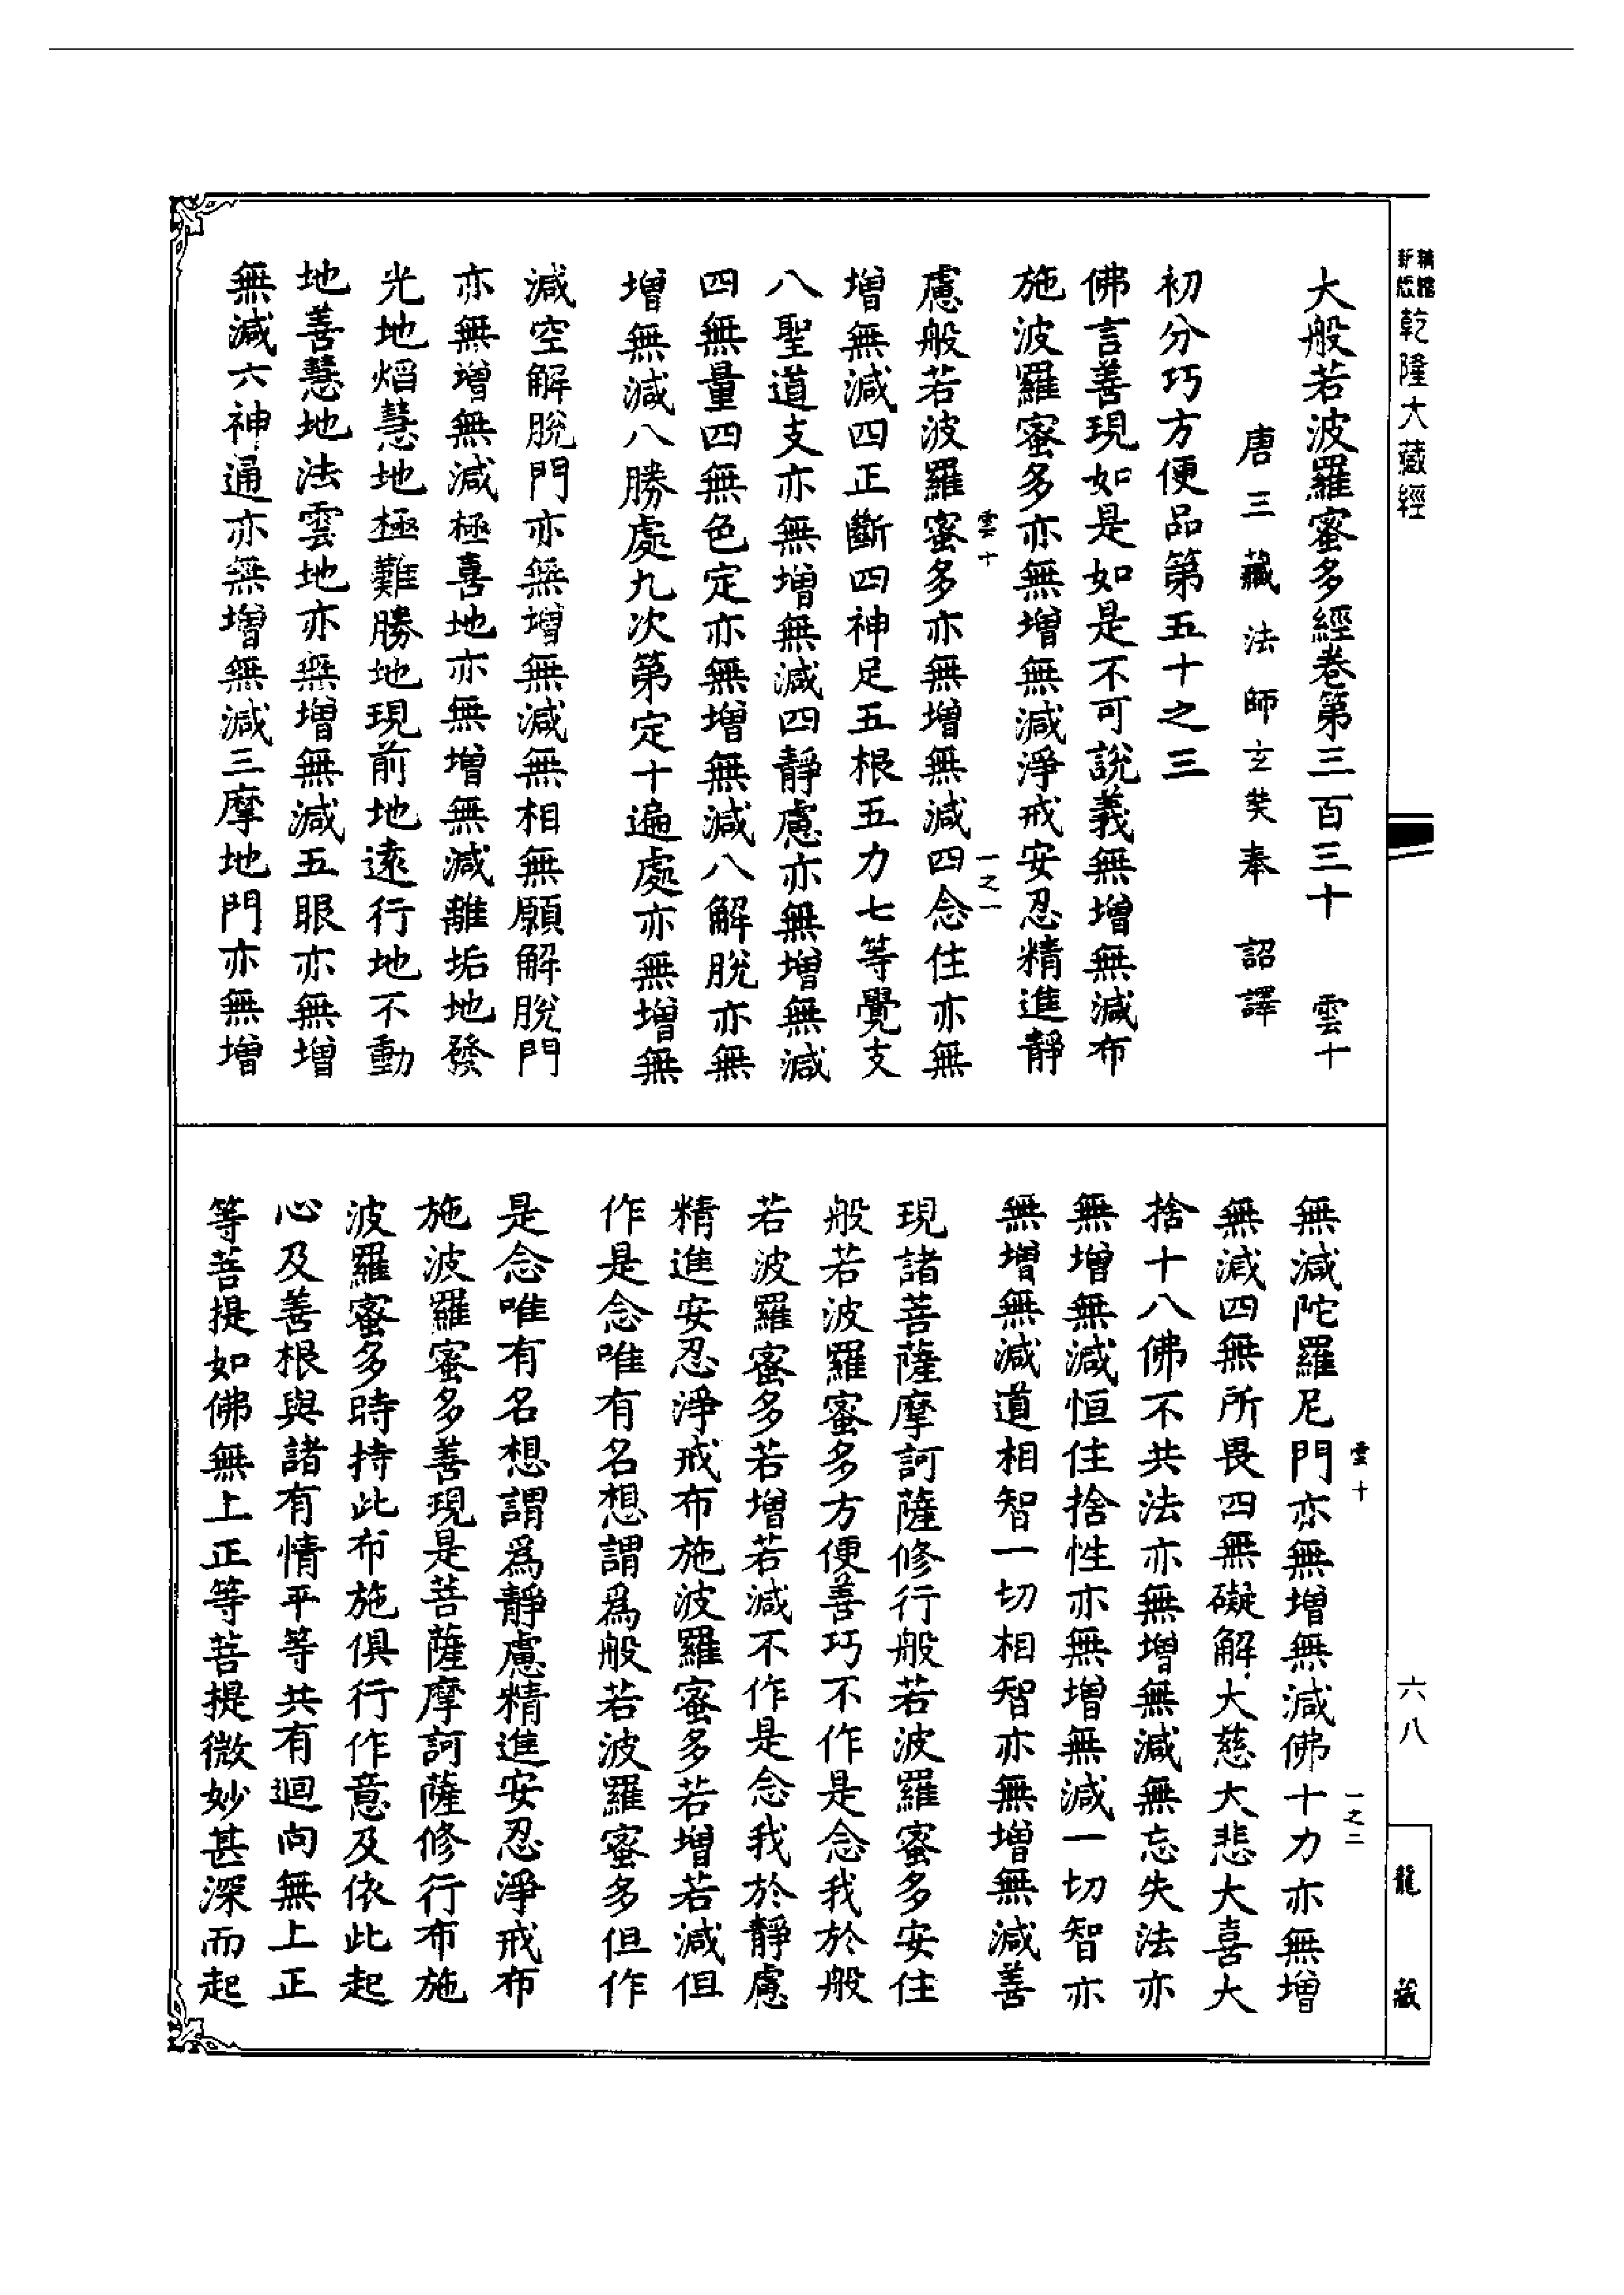 新編縮版乾隆大藏經
大般若波羅蜜多經卷第三百三十 雲十
唐三藏法師玄奘奉 詔譯
初分巧方便品第五十之三
佛言善現如是如是不可說義無增無減布
施波羅蜜多亦無增無減淨戒安忍精進靜
雲十 一之一
慮般若波羅蜜多亦無增無減四念住亦無
增無減四正斷四神足五根五力七等覺支
八聖道支亦無增無減四靜慮亦無增無減
四無量四無色定亦無增無減八解脫亦無
增無減八勝處九次第定十遍處亦無增無
減空解脫門亦無增無減無相無願解脫門
亦無增無減極喜地亦無增無減離垢地發
光地焰慧地極難勝地現前地遠行地不動
地善慧地法雲地亦無增無減五眼亦無增
無減六神通亦無增無減三摩地門亦無增
六八
龍藏
雲十 一之二
無減陀羅尼門亦無增無減佛十力亦無增
無減四無所畏四無礙解大慈大悲大喜大
捨十八佛不共法亦無增無減無忘失法亦
無增無減恒住捨性亦無增無減一切智亦
無增無減道相智一切相智亦無增無減善
現諸菩薩摩訶薩修行般若波羅蜜多安住
般若波羅蜜多方便善巧不作是念我於般
若波羅蜜多若增若減不作是念我於靜慮
精進安忍淨戒布施波羅蜜多若增若減但
作是念唯有名想謂爲般若波羅蜜多但作
是念唯有名想謂爲靜慮精進安忍淨戒布
施波羅蜜多善現是菩薩摩訶薩修行布施
波羅蜜多時持此布施俱行作意及依此起
心及善根與諸有情平等共有迴向無上正
等菩提如佛無上正等菩提微妙甚深而起